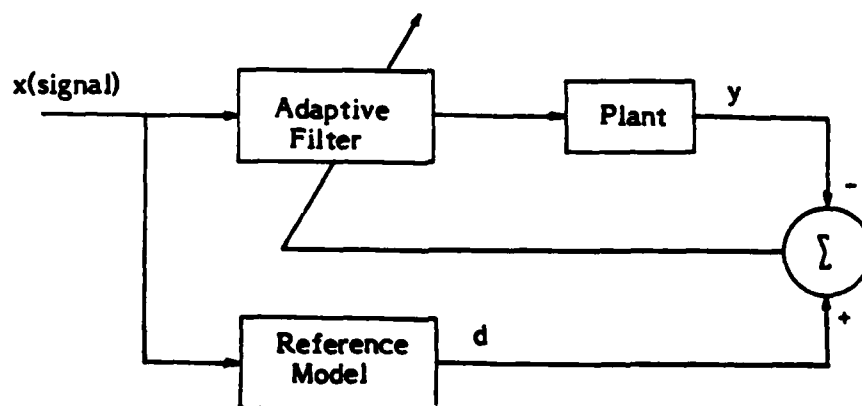 x(signal)
Adaptive
Filter
Plant
y
-
Σ
+
Reference
Model
d